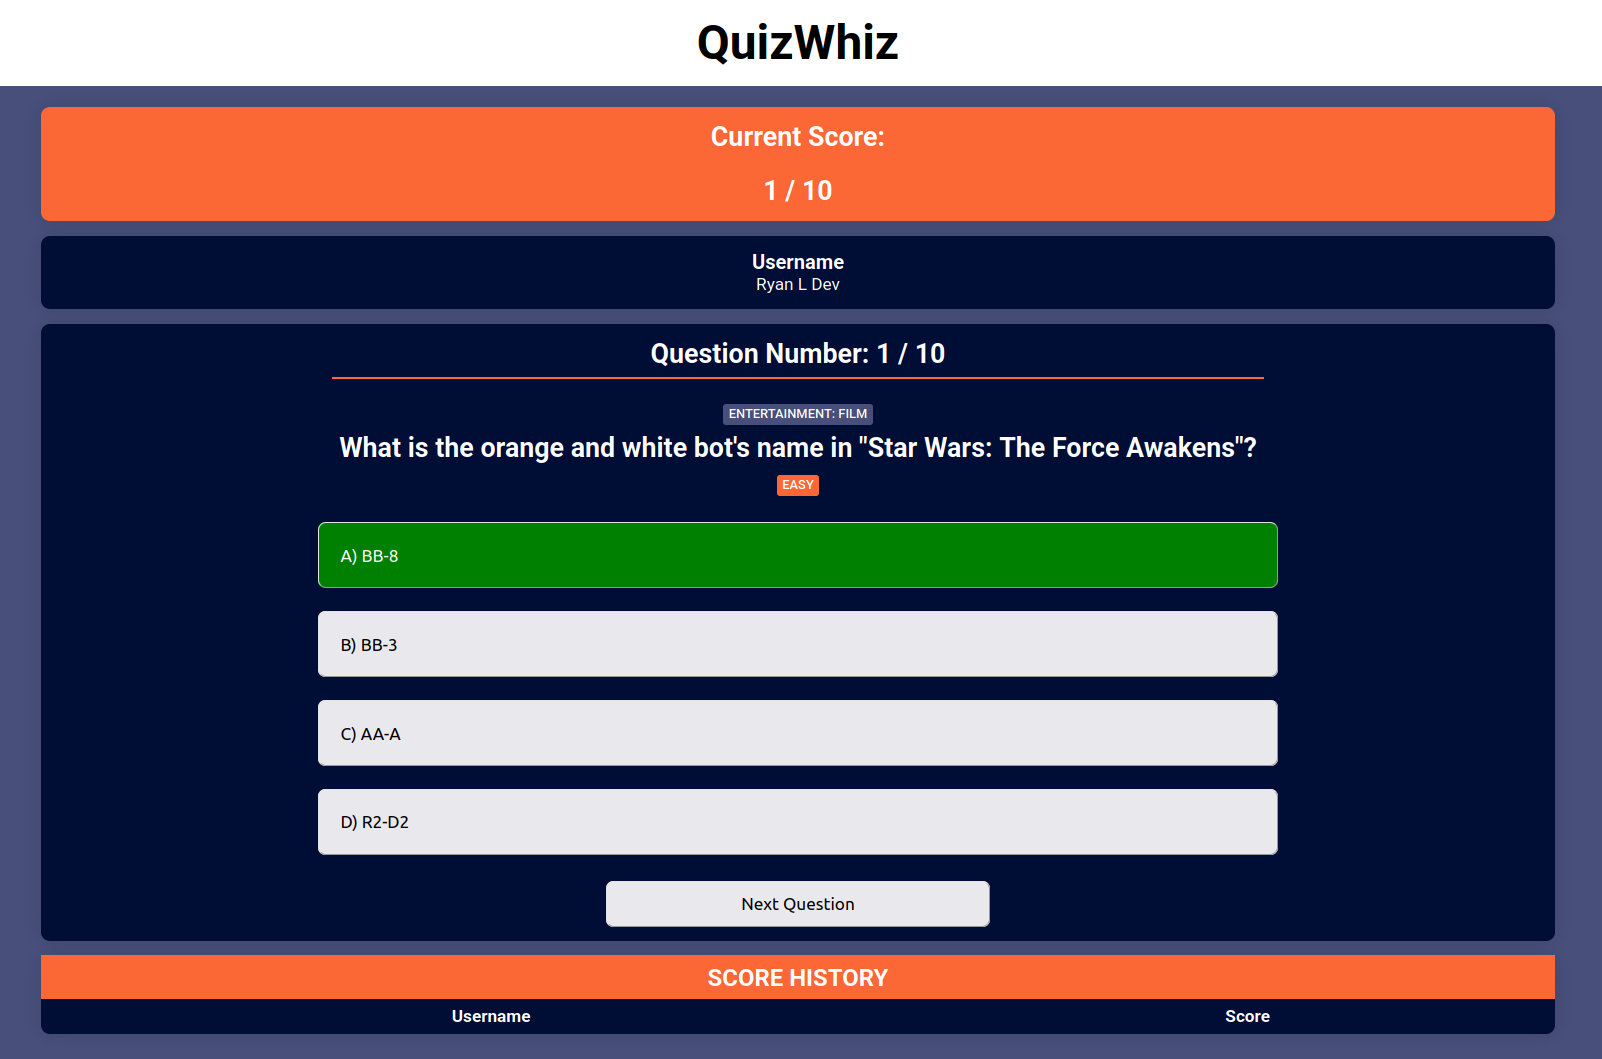 QuizWhiz
Current Score:
1 / 10
Username
Ryan L Dev
Question Number: 1 / 10
ENTERTAINMENT: FILM
What is the orange and white bot's name in "Star Wars: The Force Awakens"?
EASY
A) BB-8
B) BB-3
C) AA-A
D) R2-D2
Next Question
SCORE HISTORY
Username Score